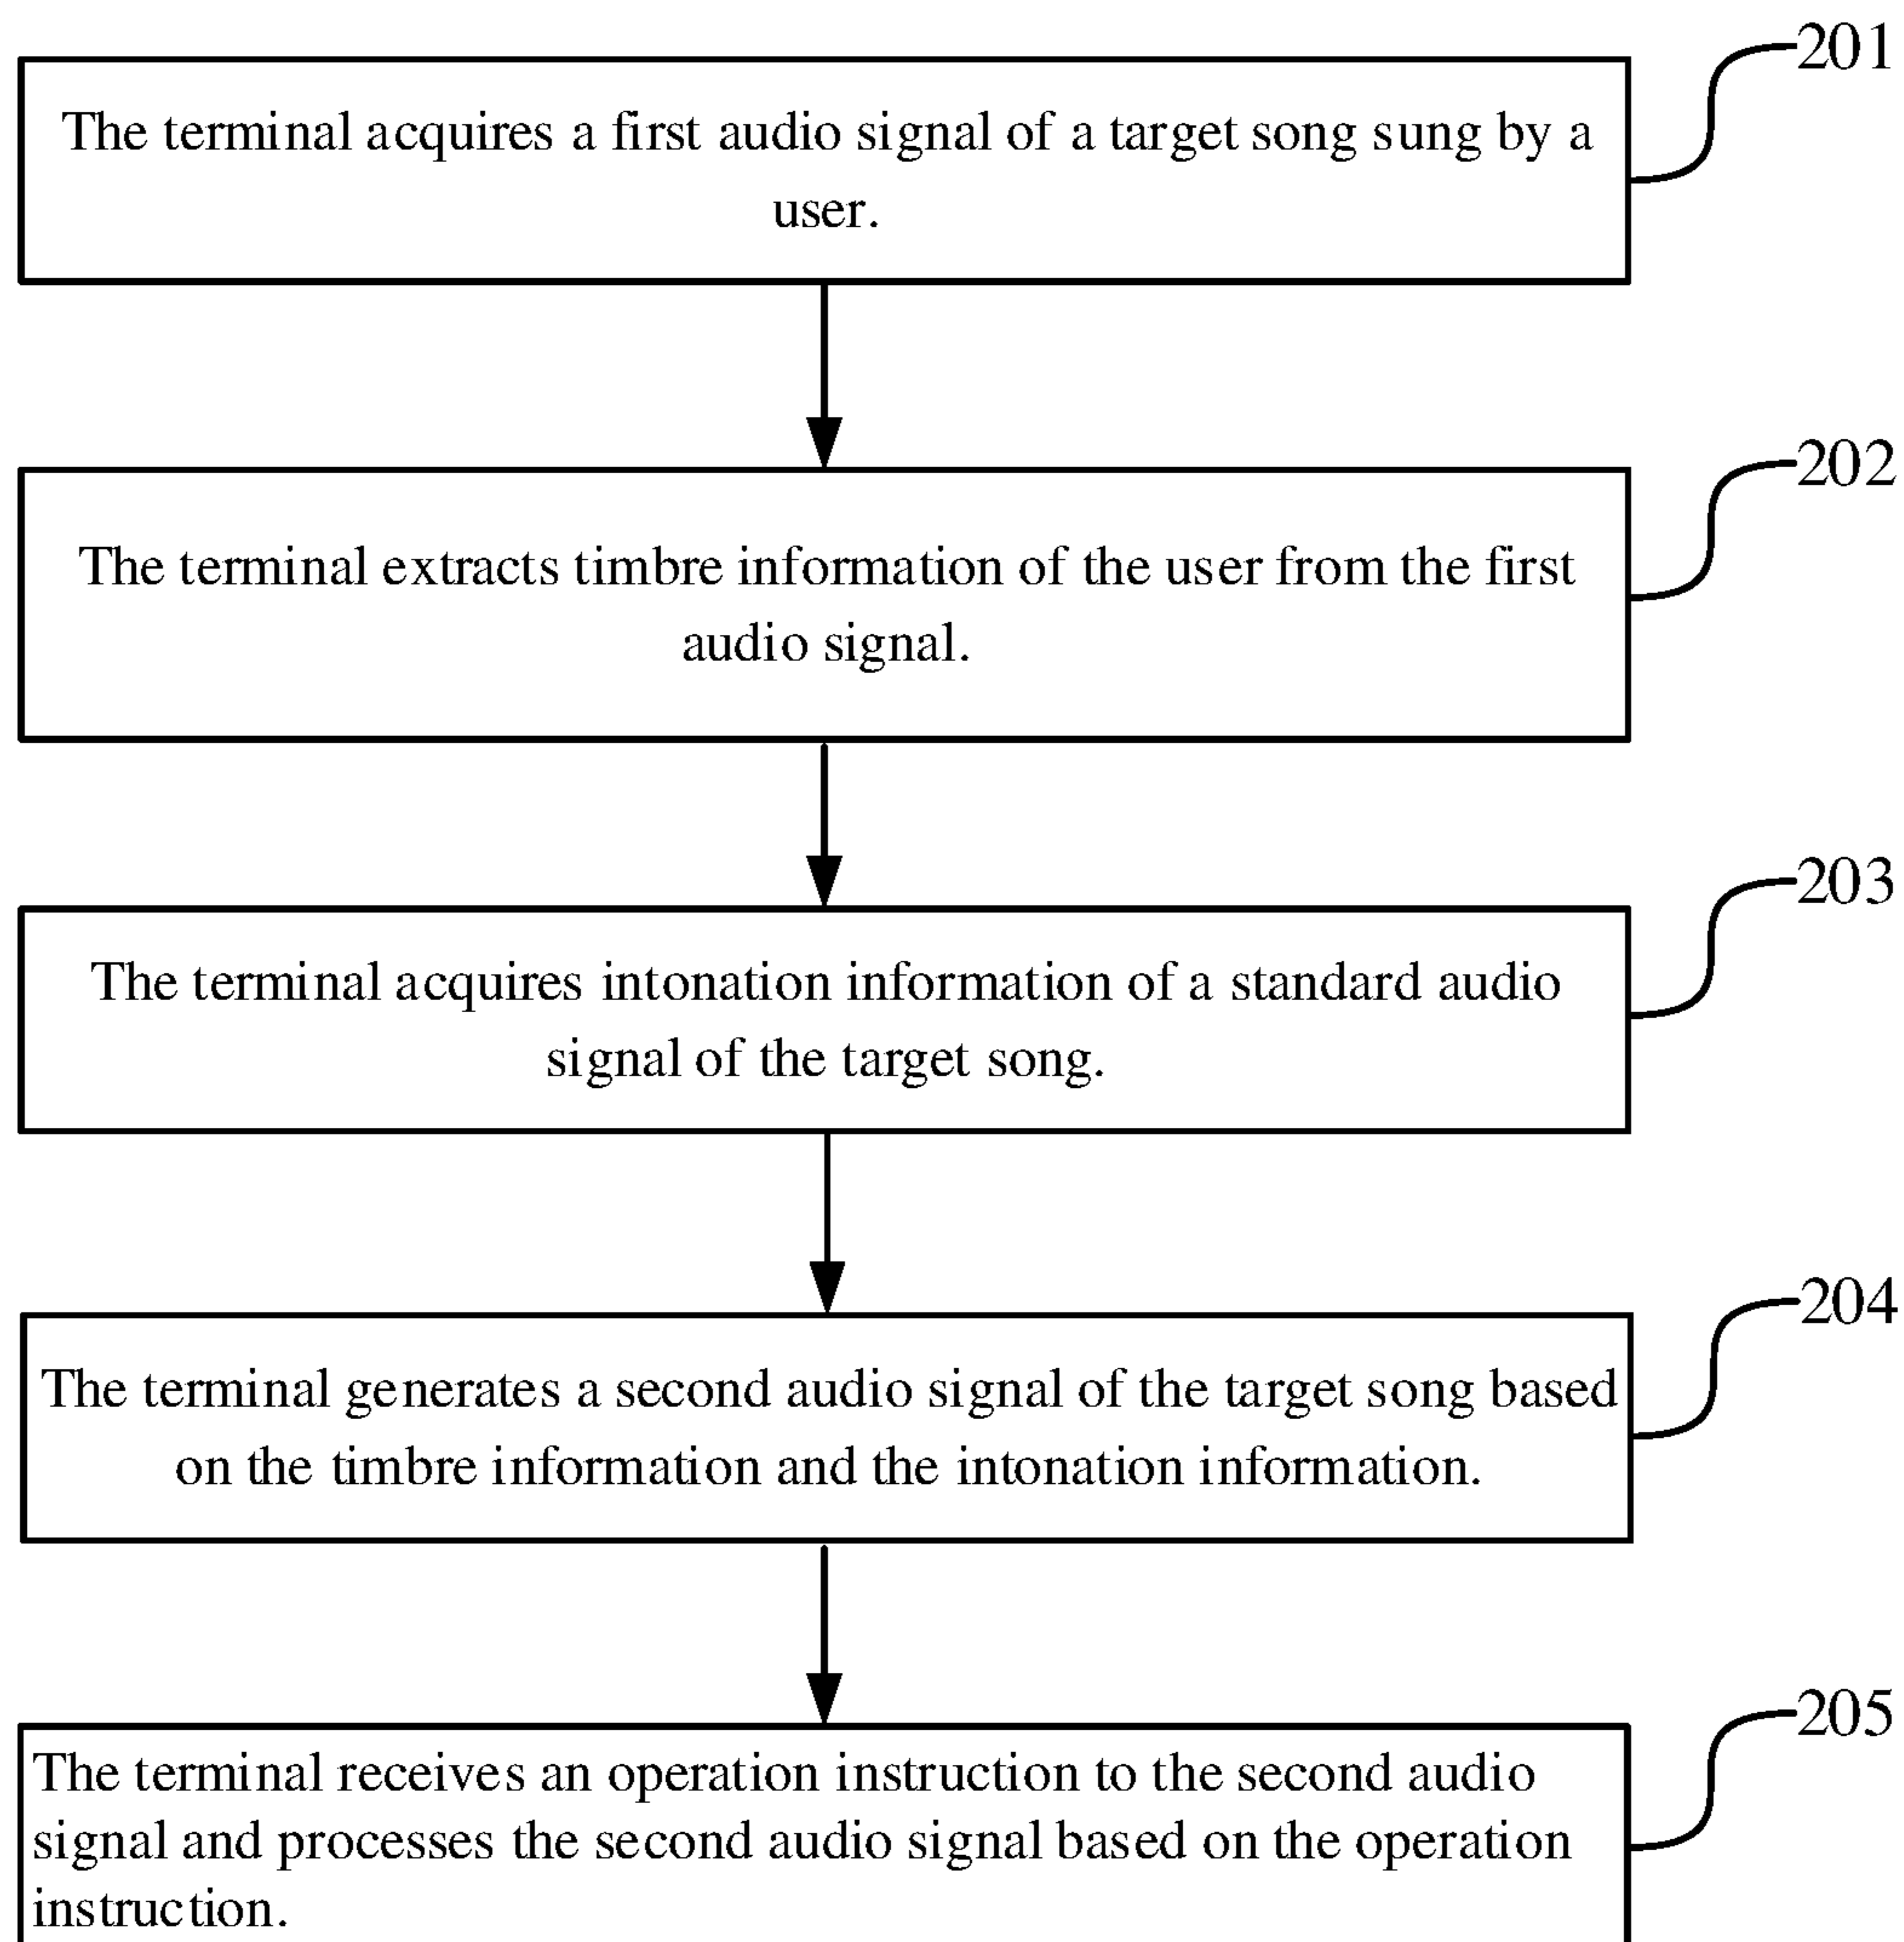 201
The terminal acquires a first audio signal of a target song sung by a
user.
202
The terminal extracts timbre information of the user from the first
audio signal.
203
The terminal acquires intonation information of a standard audio
signal of the target song.
204
The terminal generates a second audio signal of the target song based
on the timbre information and the intonation information.
205
The terminal receives an operation instruction to the second audio
signal and processes the second audio signal based on the operation
instruction.